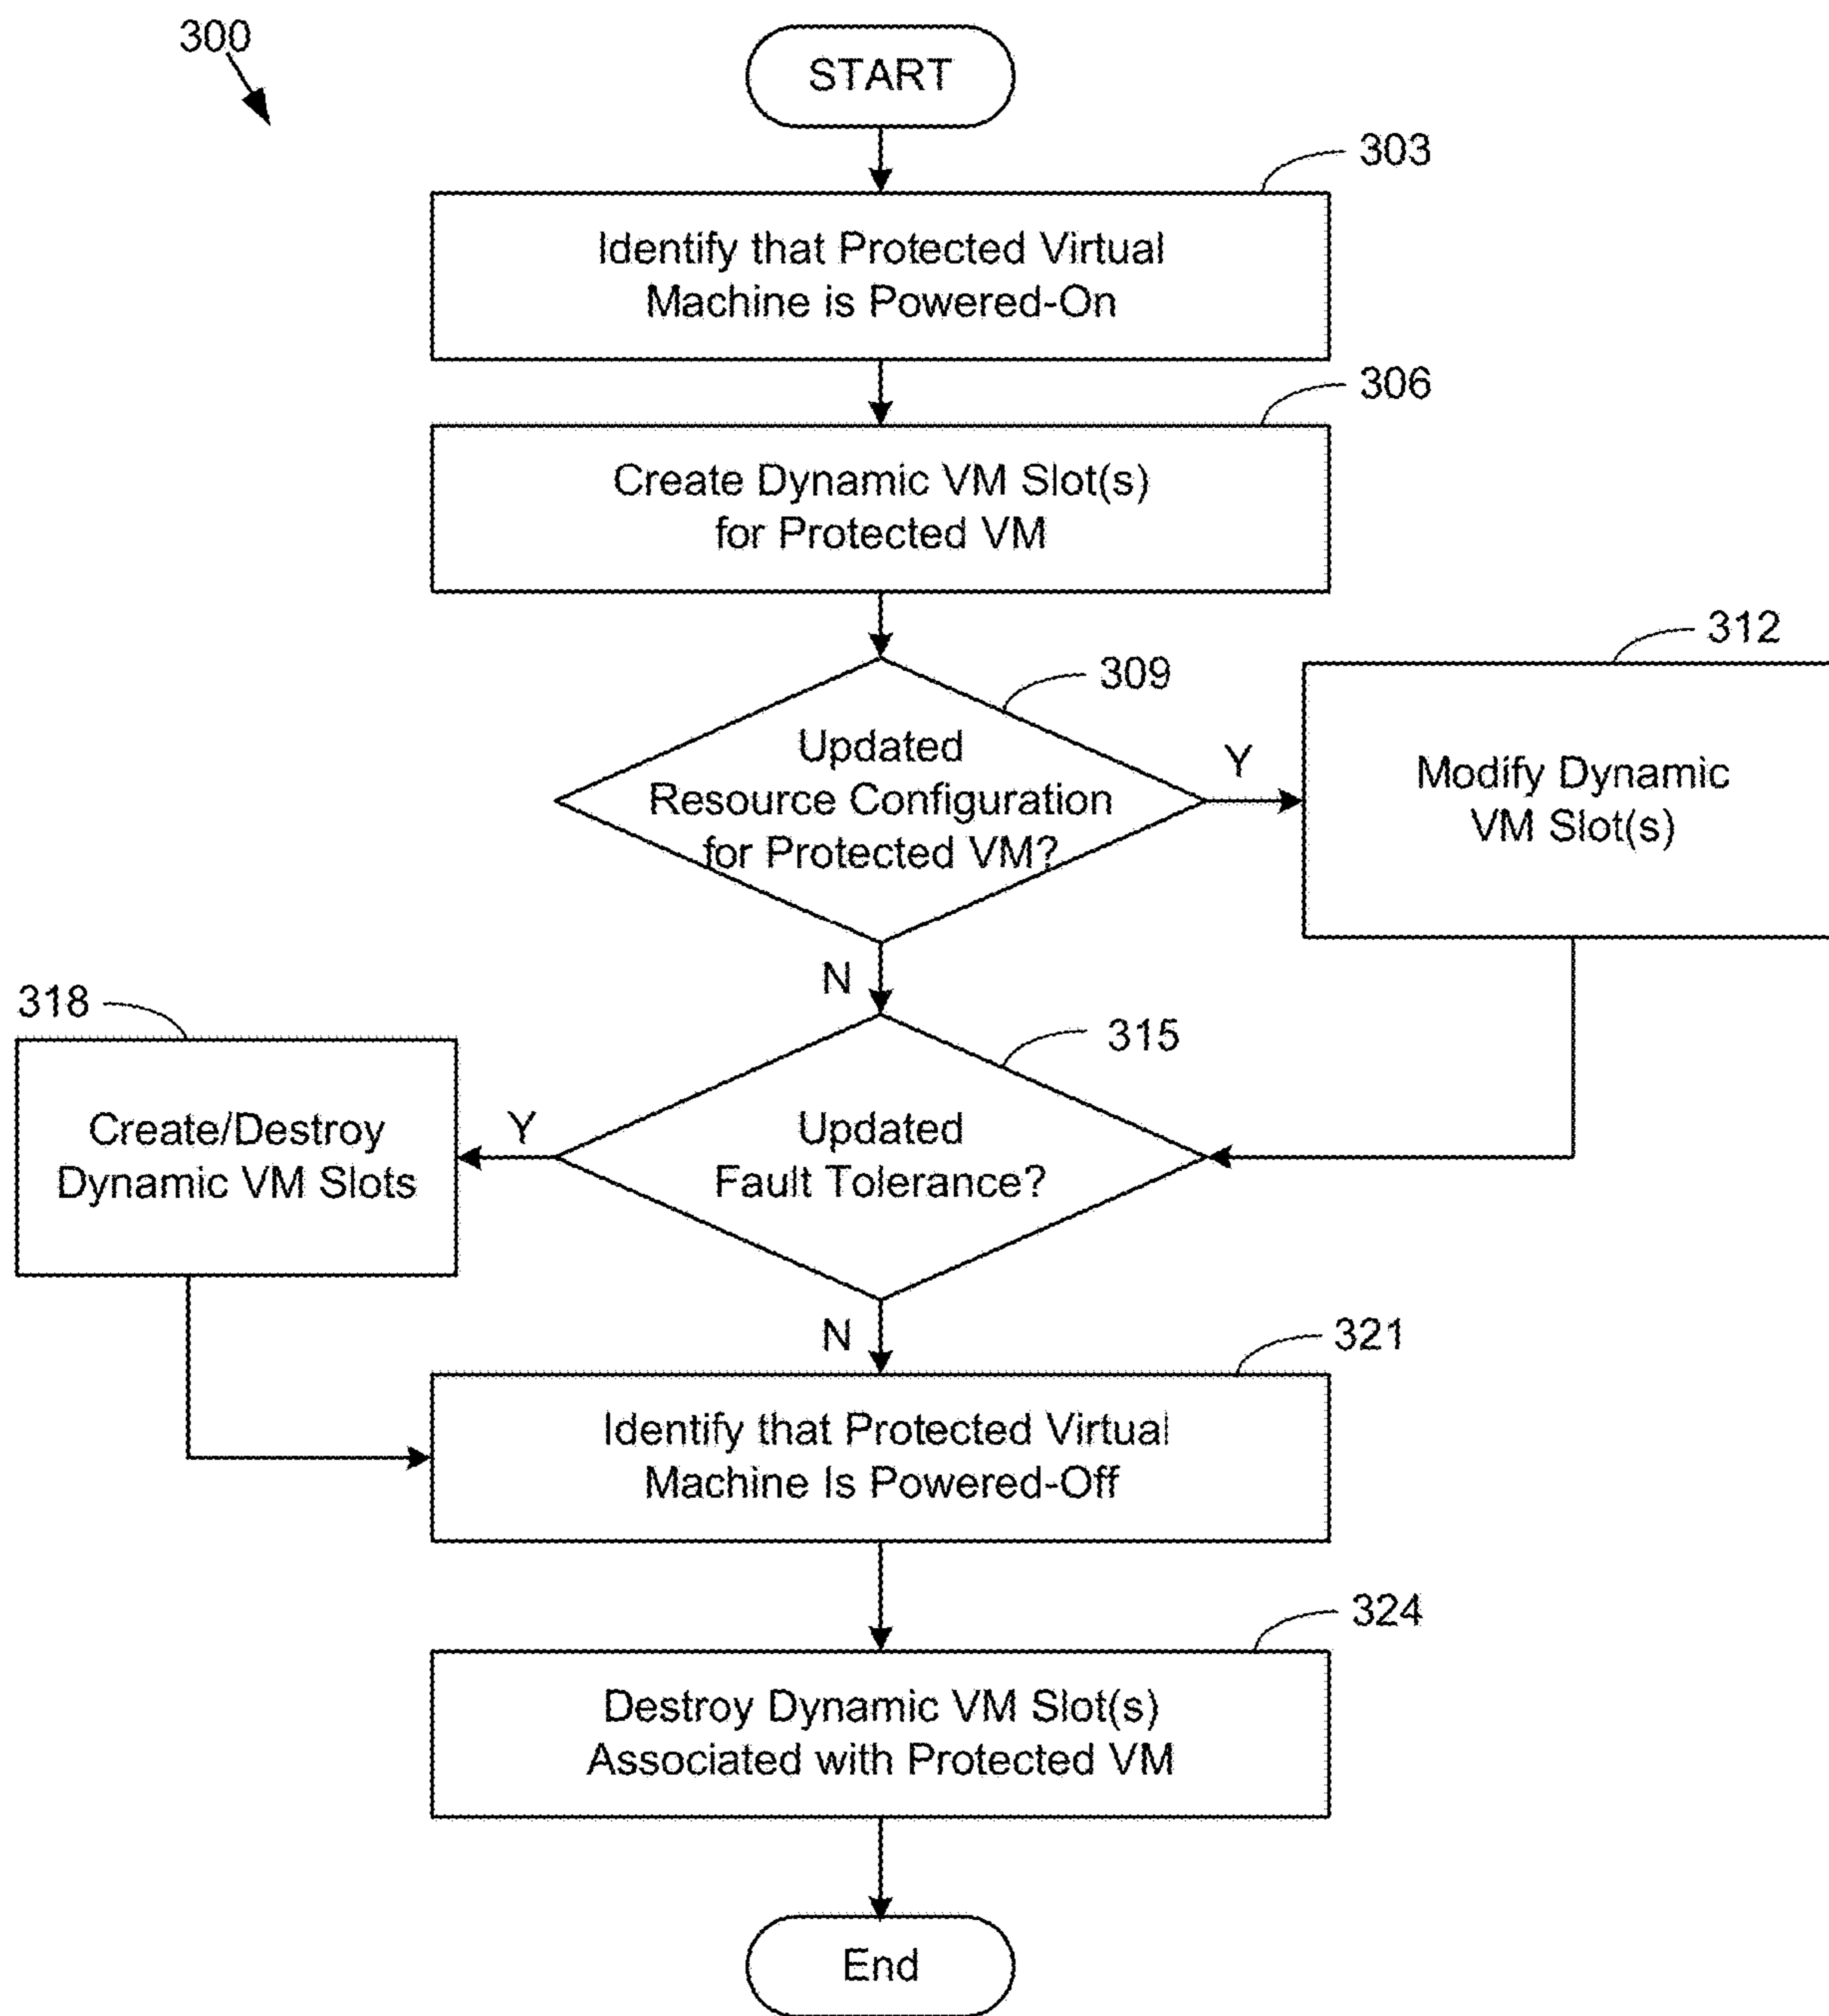 300
START
303
Identify that Protected Virtual
Machine is Powered-On
306
Create Dynamic VM Slot(s)
for Protected VM
309
Updated
Resource Configuration
for Protected VM?
Y
312
Modify Dynamic
VM Slot(s)
N
318
Create/Destroy
Dynamic VM Slots
Y
315
Updated
Fault Tolerance?
N
321
Identify that Protected Virtual
Machine Is Powered-Off
324
Destroy Dynamic VM Slot(s)
Associated with Protected VM
End